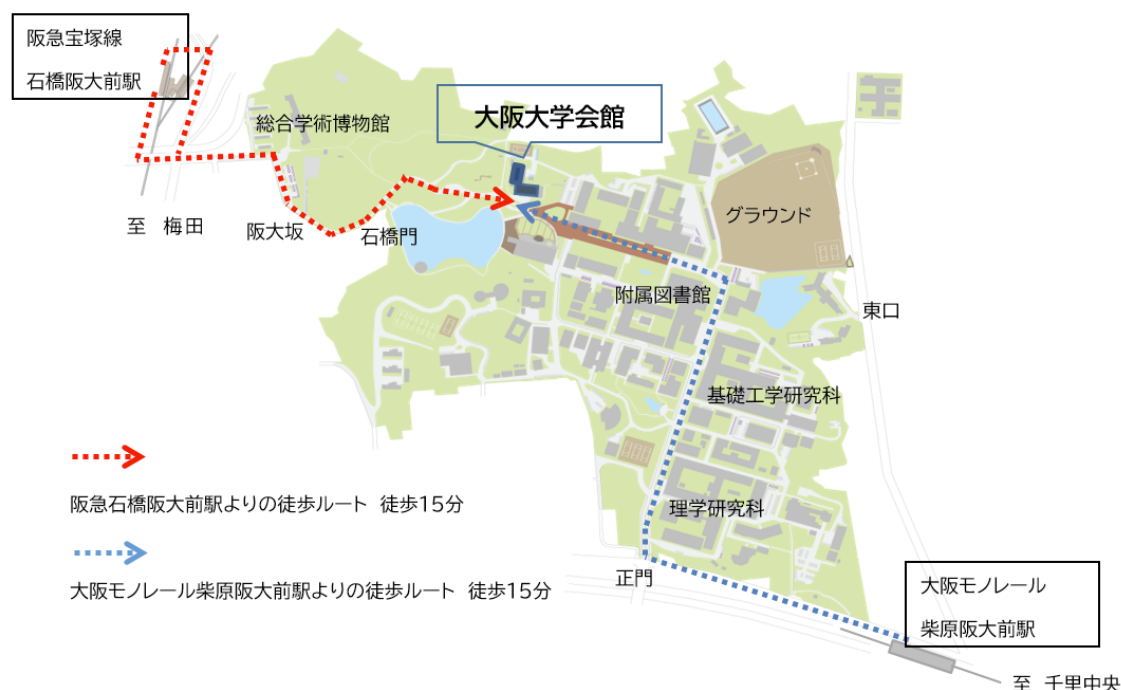 阪急宝塚線
石橋阪大前駅
総合学術博物館
大阪大学会館
グラウンド
至 梅田
阪大坂
石橋門
附属図書館
東口
基礎工学研究科
阪急石橋阪大前駅よりの徒歩ルート 徒歩15分
理学研究科
大阪モノレール柴原阪大前駅よりの徒歩ルート 徒歩15分
正門
大阪モノレール
柴原阪大前駅
至 千里中央